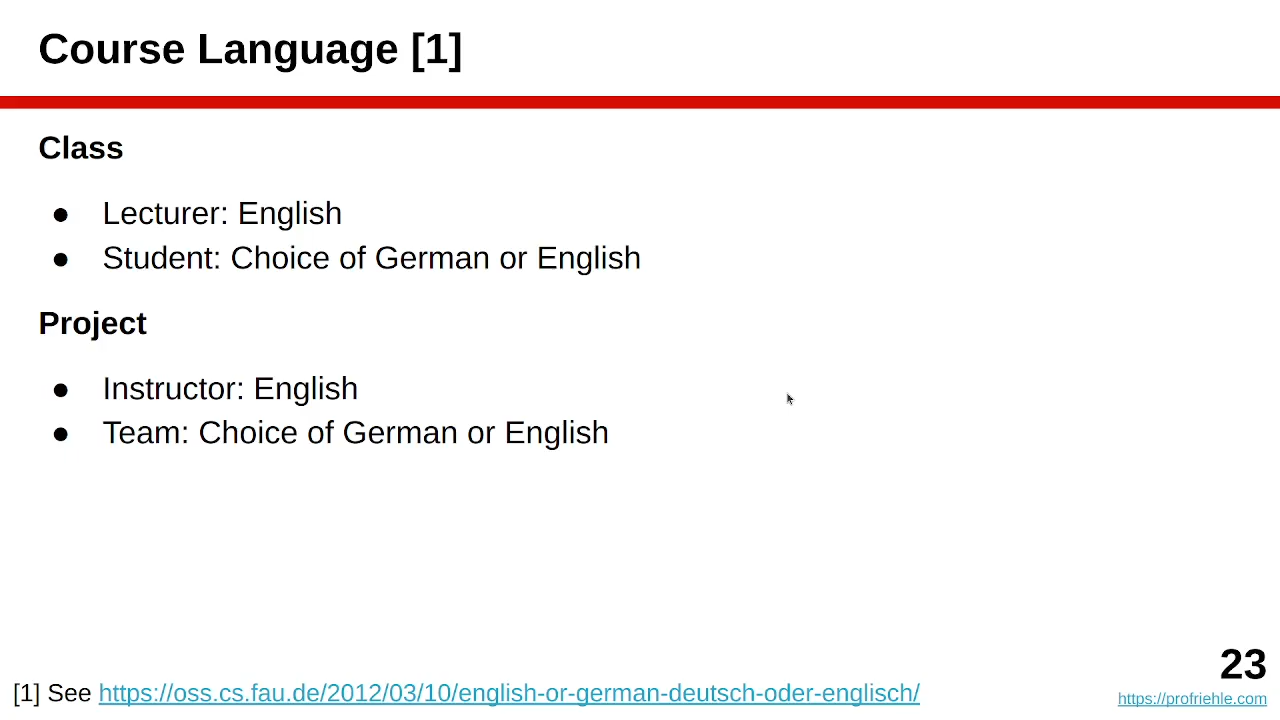 Course Language [1]
Class
● Lecturer: English
● Student: Choice of German or English
Project
● Instructor: English
● Team: Choice of German or English
23
[1] See https://oss.cs.fau.de/2012/03/10/english-or-german-deutsch-oder-englisch/
https://profriehle.com